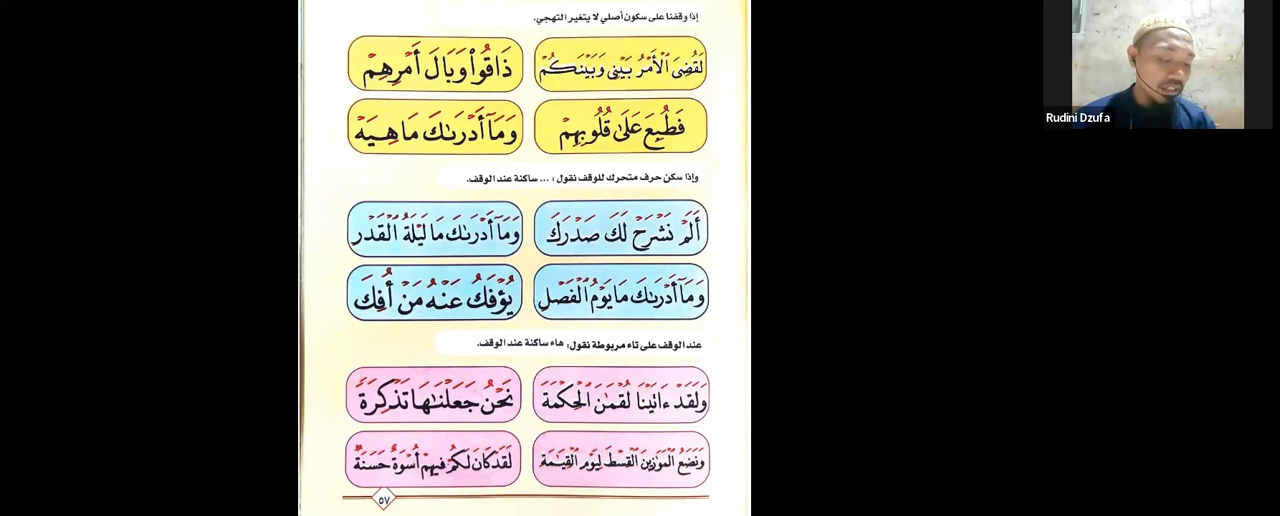 إذا وقفنا على سكون أصلي لا يتغير التهجي.
لَقُضِيَ ٱلْأَمْرُ بَيْنِي وَبَيْنَكُمْ
ذَاقُوا۟ وَبَالَ أَمْرِهِمْ
فَطُبِعَ عَلَىٰ قُلُوبِهِمْ
وَمَآ أَدْرَىٰكَ مَا هِيَهْ
وإذا سكن حرف متحرك للوقف نقول : ... ساكنة عند الوقف.
أَلَمْ نَشْرَحْ لَكَ صَدْرَكَ
وَمَآ أَدْرَىٰكَ مَا لَيْلَةُ ٱلْقَدْرِ
وَمَآ أَدْرَىٰكَ مَا يَوْمُ ٱلْفَصْلِ
يُؤْفَكُ عَنْهُ مَنْ أُفِكَ
عند الوقف على تاء مربوطة نقول: هاء ساكنة عند الوقف.
وَلَقَدْ ءَاتَيْنَا لُقْمَٰنَ ٱلْحِكْمَةَ
نَحْنُ جَعَلْنَٰهَا تَذْكِرَةً
وَنَضَعُ ٱلْمَوَٰزِينَ ٱلْقِسْطَ لِيَوْمِ ٱلْقِيَٰمَةِ
لَقَدْ كَانَ لَكُمْ فِيهِمْ أُسْوَةٌ حَسَنَةٌ
٥٧
Rudini Dzufa